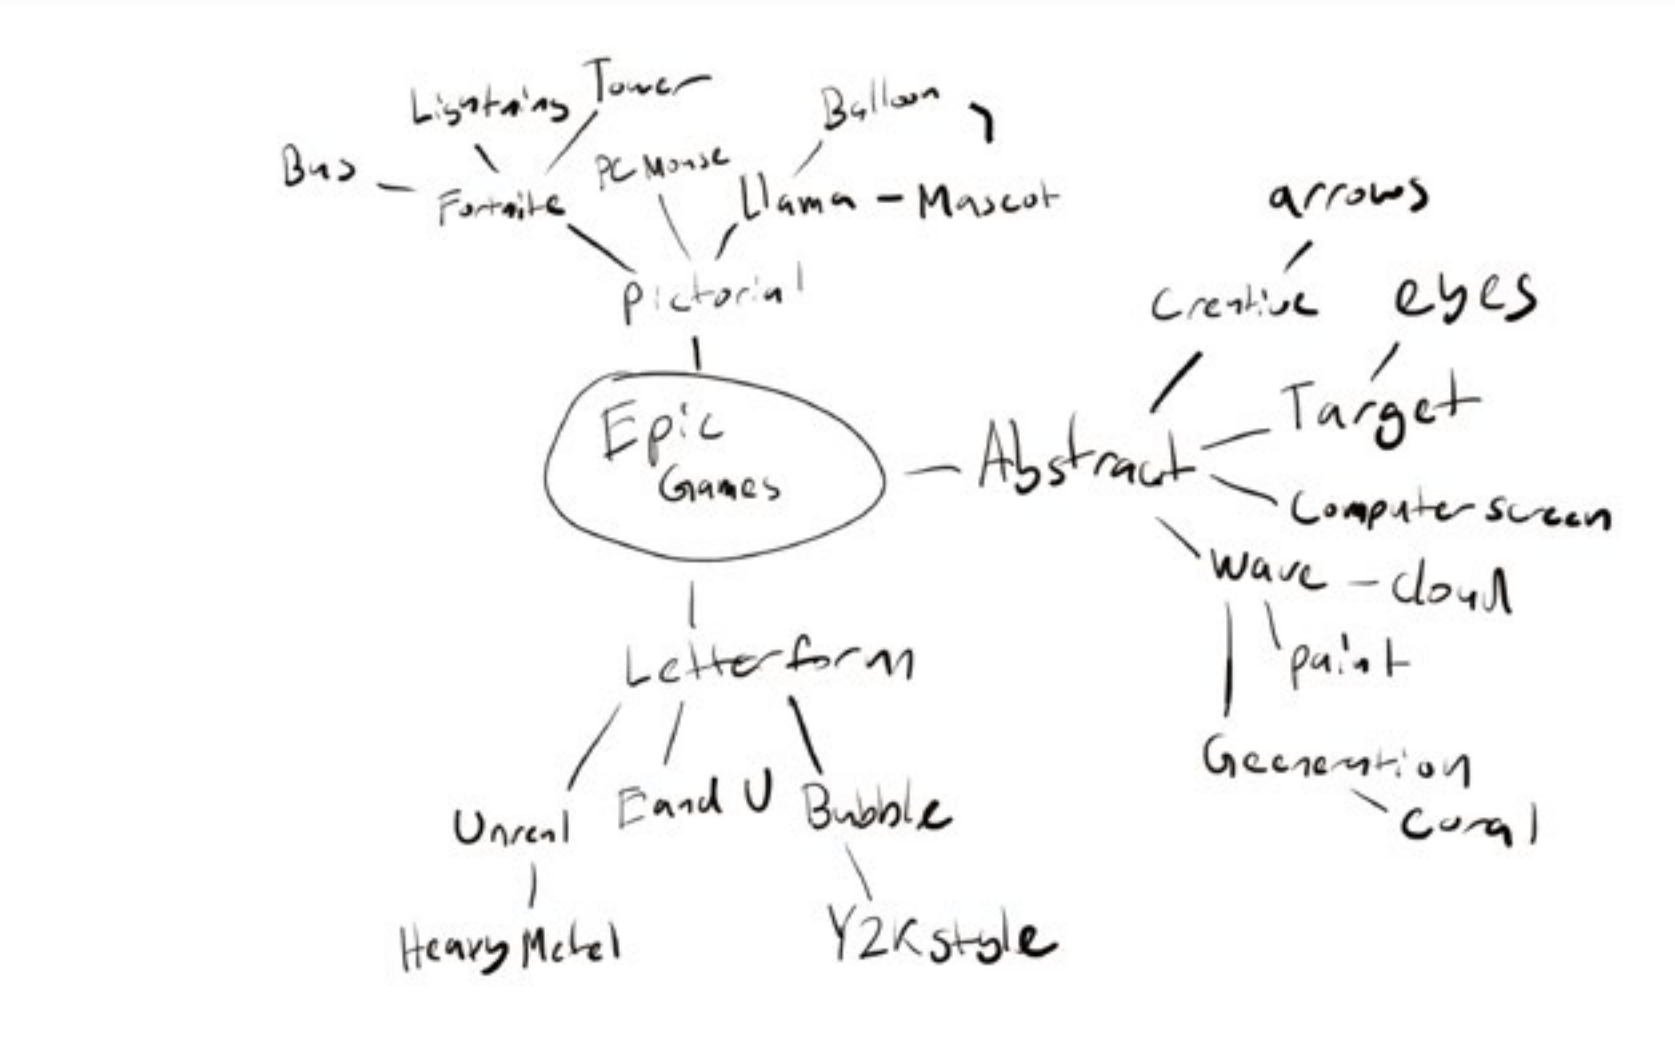 Lightning Tower
Balloon
Bus
PC Mouse
Fortnite
Llama - Mascot
arrows
Pictorial
Creative
eyes
Target
Epic
Games
Abstract
Computer screen
wave - cloud
paint
Letterform
Geeneration
coral
Unreal
E and U
Bubble
Heavy Metal
Y2K style